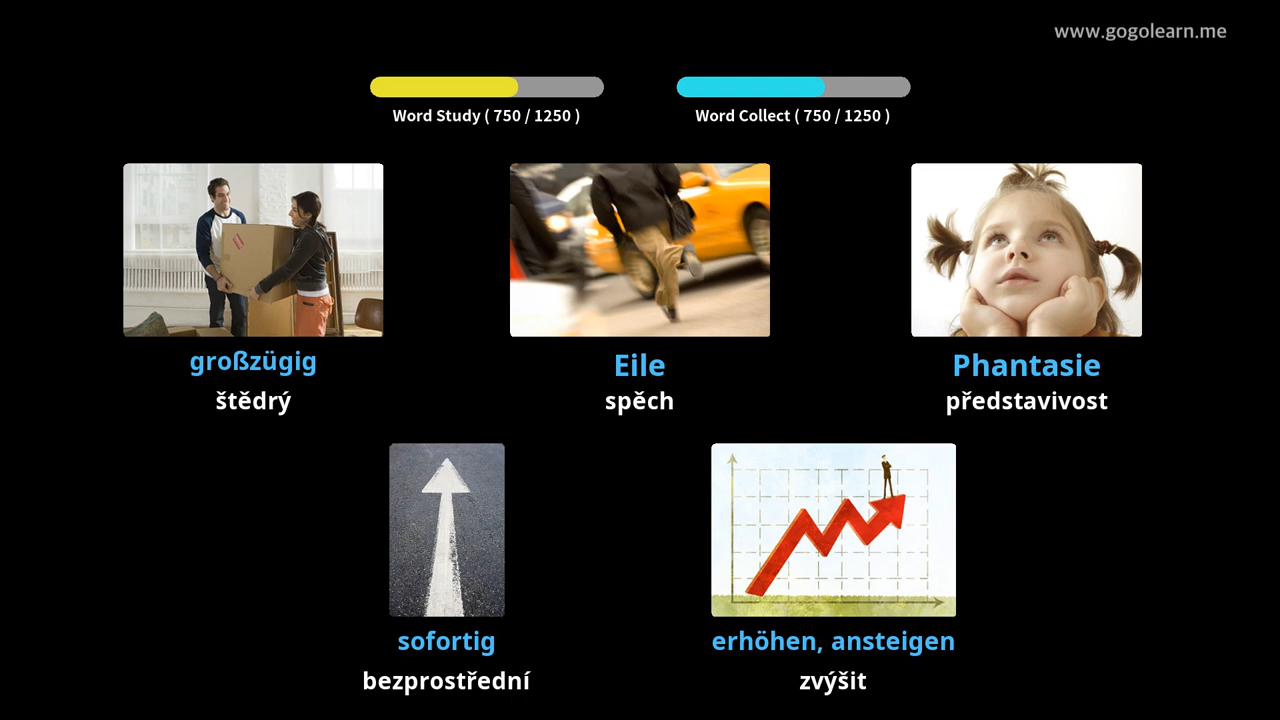 www.gogolearn.me
Word Study ( 750 / 1250 )
Word Collect ( 750 / 1250 )
großzügig
štědrý
Eile
spěch
Phantasie
představivost
sofortig
bezprostřední
erhöhen, ansteigen
zvýšit